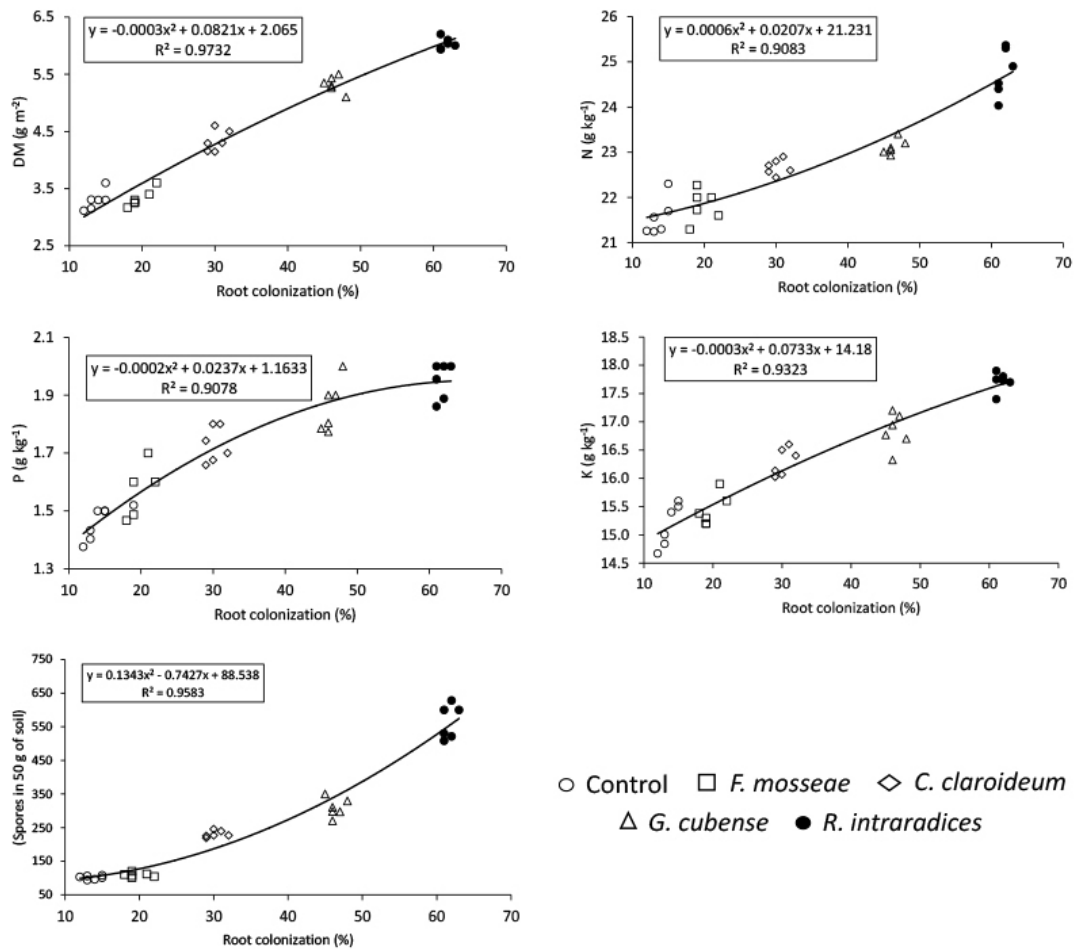 y = -0.0003x² + 0.0821x + 2.065
R² = 0.9732
DM (g m⁻²)
6.5
5.5
4.5
3.5
2.5
10 20 30 40 50 60 70
Root colonization (%)
y = 0.0006x² + 0.0207x + 21.231
R² = 0.9083
N (g kg⁻¹)
26
25
24
23
22
21
10 20 30 40 50 60 70
Root colonization (%)
y = -0.0002x² + 0.0237x + 1.1633
R² = 0.9078
P (g kg⁻¹)
2.1
1.9
1.7
1.5
1.3
10 20 30 40 50 60 70
Root colonization (%)
y = -0.0003x² + 0.0733x + 14.18
R² = 0.9323
K (g kg⁻¹)
18.5
18.0
17.5
17.0
16.5
16.0
15.5
15.0
14.5
10 20 30 40 50 60 70
Root colonization (%)
y = 0.1343x² - 0.7427x + 88.538
R² = 0.9583
(Spores in 50 g of soil)
750
650
550
450
350
250
150
50
10 20 30 40 50 60 70
Root colonization (%)
Control F. mosseae C. claroideum
G. cubense R. intraradices